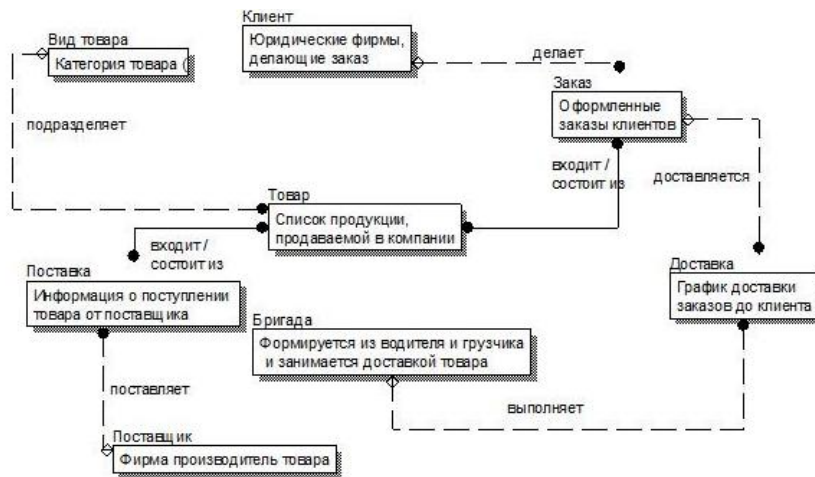 Клиент
Юридические фирмы,
делающие заказ
Вид товара
Категория товара (
делает
Заказ
Оформленные
заказы клиентов
подразделяет
входит /
состоит из
доставляется
Товар
Список продукции,
продаваемой в компании
входит /
состоит из
Поставка
Информация о поступлении
товара от поставщика
Доставка
График доставки
заказов до клиента
Бригада
Формируется из водителя и грузчика
и занимается доставкой товара
поставляет
выполняет
Поставщик
Фирма производитель товара